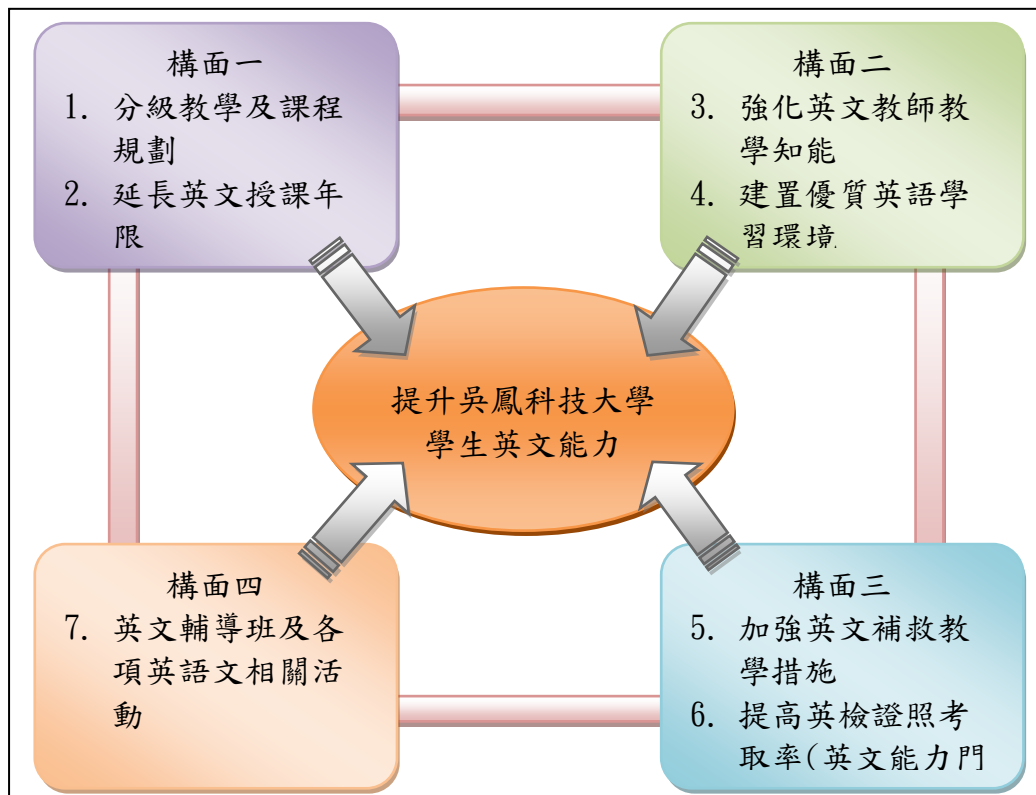 構面一
1. 分級教學及課程
規劃
2. 延長英文授課年
限
構面二
3. 強化英文教師教
學知能
4. 建置優質英語學
習環境
提升吳鳳科技大學
學生英文能力
構面四
7. 英文輔導班及各
項英語文相關活
動
構面三
5. 加強英文補救教
學措施
6. 提高英檢證照考
取率(英文能力門